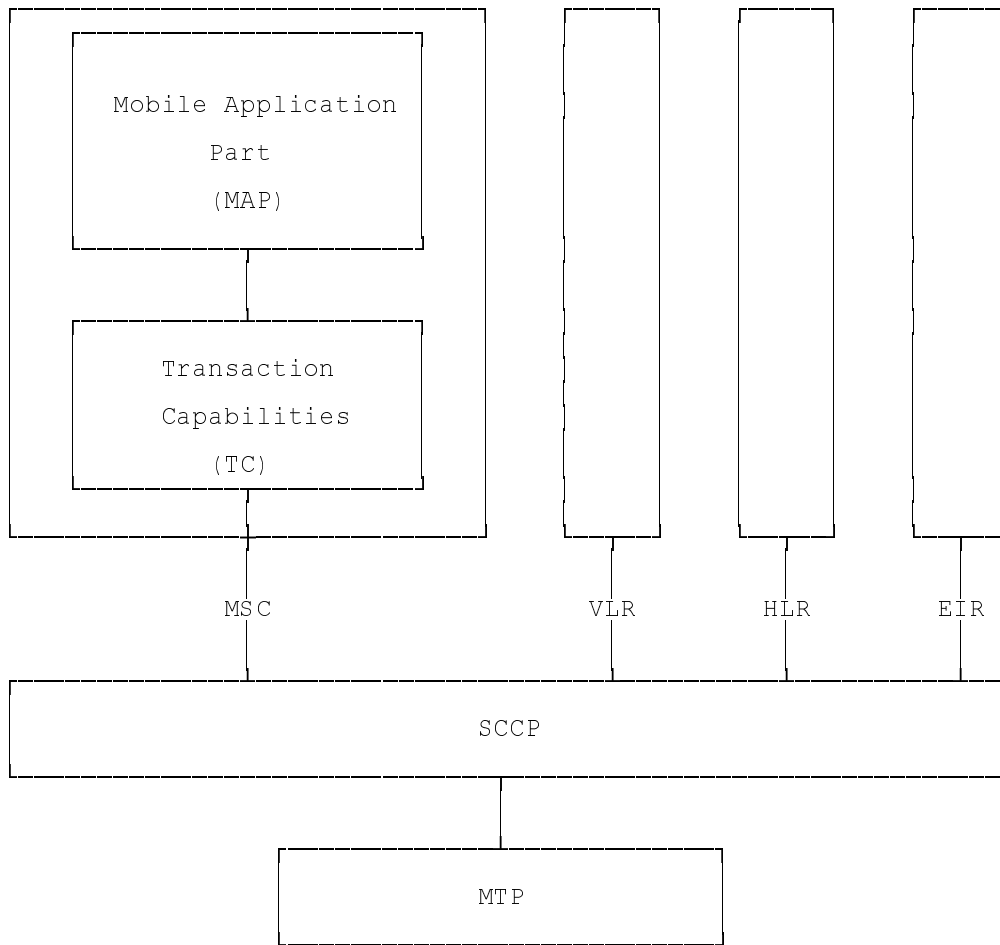 Mobile Application
Part
(MAP)
Transaction
Capabilities
(TC)
MSC
VLR
HLR
EIR
SCCP
MTP